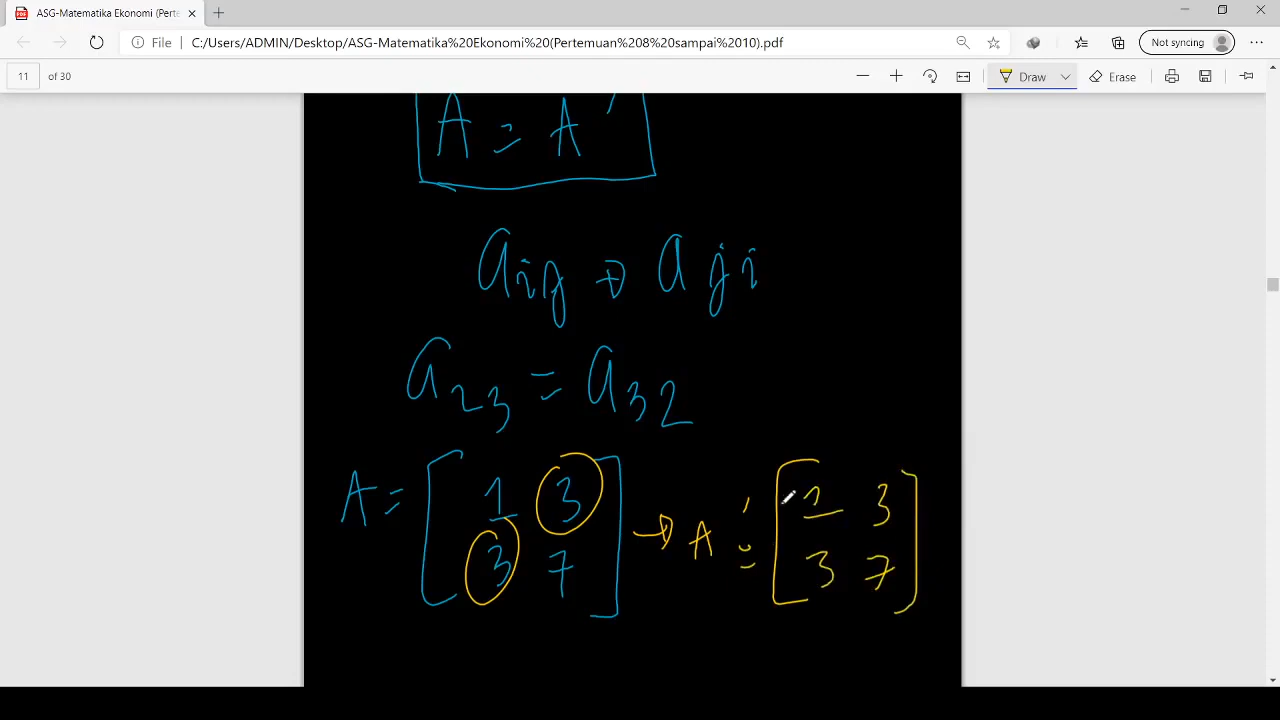 ASG-Matematika Ekonomi (Perte
File C:/Users/ADMIN/Desktop/ASG-Matematika%20Ekonomi%20(Pertemuan%208%20sampai%2010).pdf Not syncing
11 of 30 Draw Erase
A = A'
aij → aji
a23 = a32
A = [ 1 3 → A' = [ 1 3 ]
3 7 ] 3 7